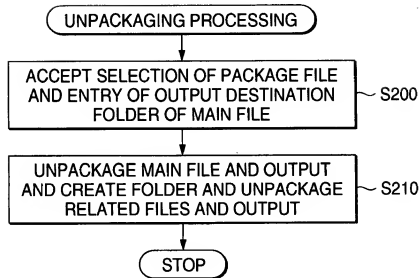 UNPACKAGING PROCESSING
ACCEPT SELECTION OF PACKAGE FILE
AND ENTRY OF OUTPUT DESTINATION
FOLDER OF MAIN FILE
S200
UNPACKAGE MAIN FILE AND OUTPUT
AND CREATE FOLDER AND UNPACKAGE
RELATED FILES AND OUTPUT
S210
STOP